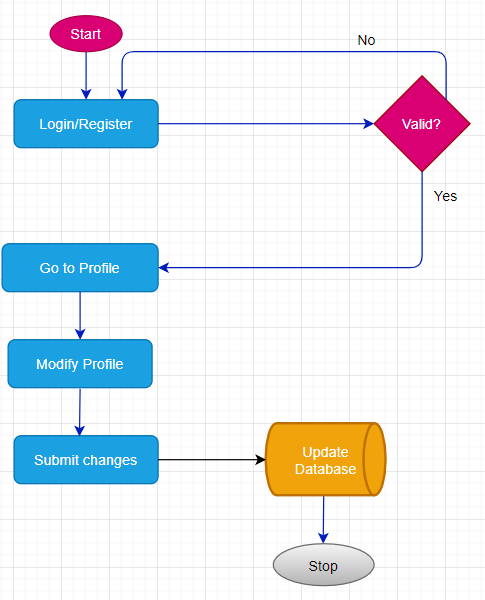 Start
No
Login/Register
Valid?
Yes
Go to Profile
Modify Profile
Submit changes
Update
Database
Stop